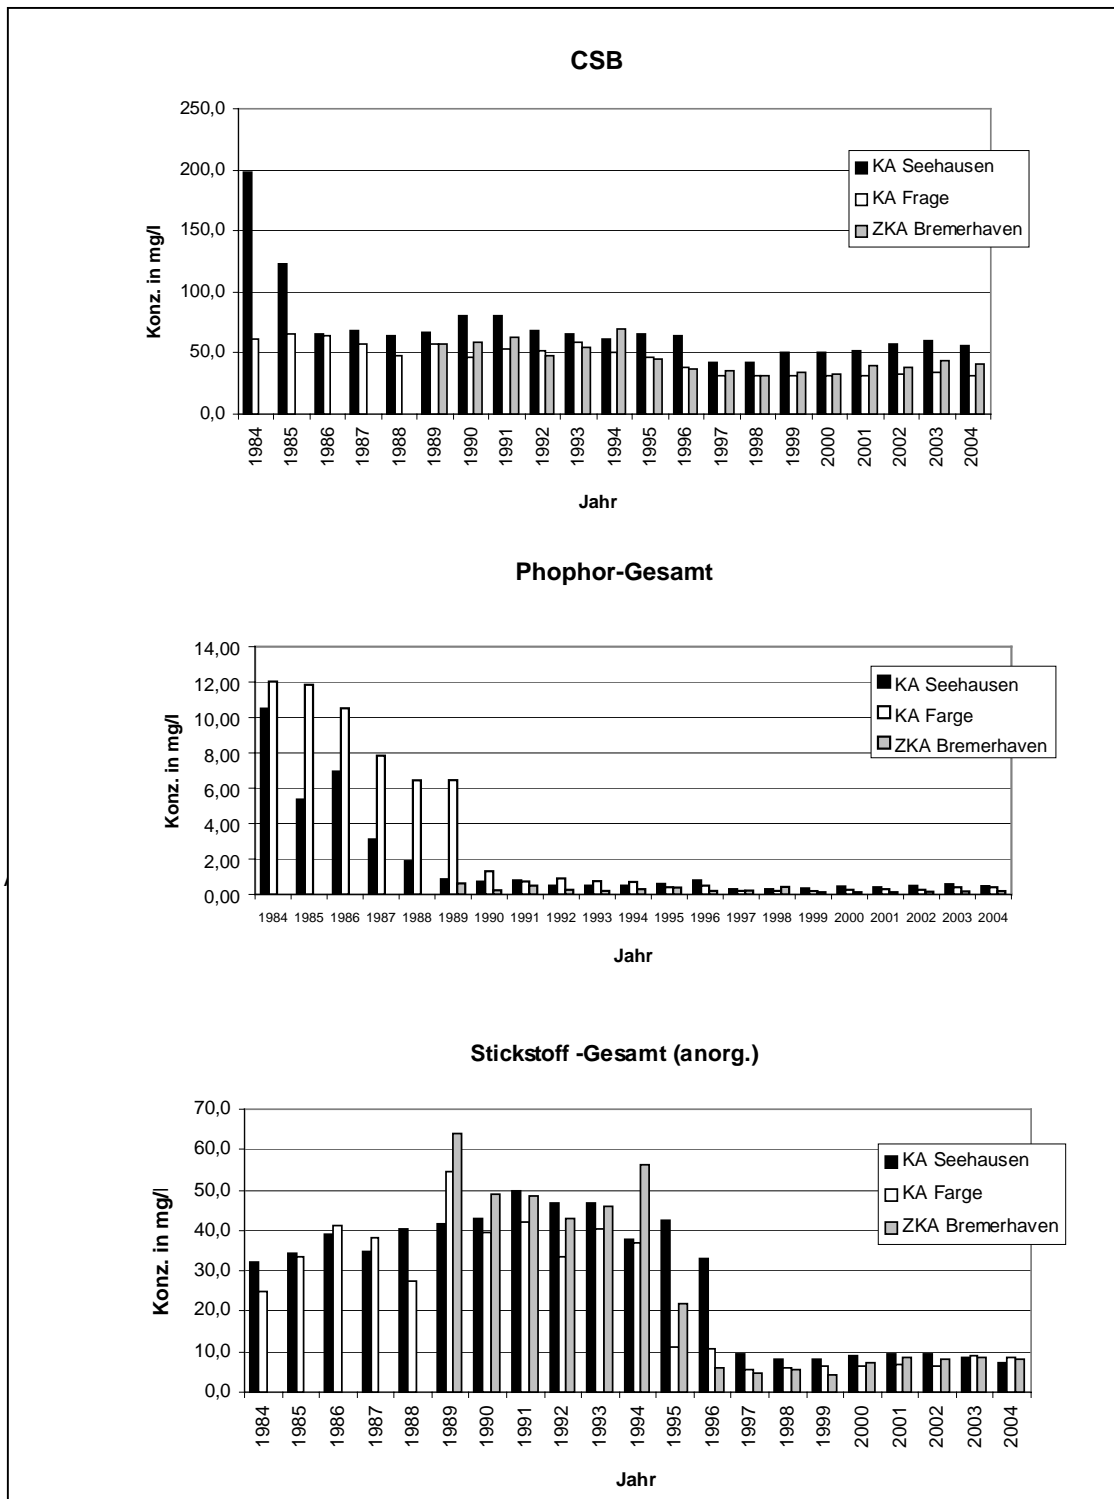 CSB
250,0
200,0
150,0
100,0
50,0
0,0
Konz. in mg/l
KA Seehausen
KA Frage
ZKA Bremerhaven
1984 1985 1986 1987 1988 1989 1990 1991 1992 1993 1994 1995 1996 1997 1998 1999 2000 2001 2002 2003 2004
Jahr
Phophor-Gesamt
14,00
12,00
10,00
8,00
6,00
4,00
2,00
0,00
Konz. in mg/l
KA Seehausen
KA Farge
ZKA Bremerhaven
1984 1985 1986 1987 1988 1989 1990 1991 1992 1993 1994 1995 1996 1997 1998 1999 2000 2001 2002 2003 2004
Jahr
Stickstoff -Gesamt (anorg.)
70,0
60,0
50,0
40,0
30,0
20,0
10,0
0,0
Konz. in mg/l
KA Seehausen
KA Farge
ZKA Bremerhaven
1984 1985 1986 1987 1988 1989 1990 1991 1992 1993 1994 1995 1996 1997 1998 1999 2000 2001 2002 2003 2004
Jahr